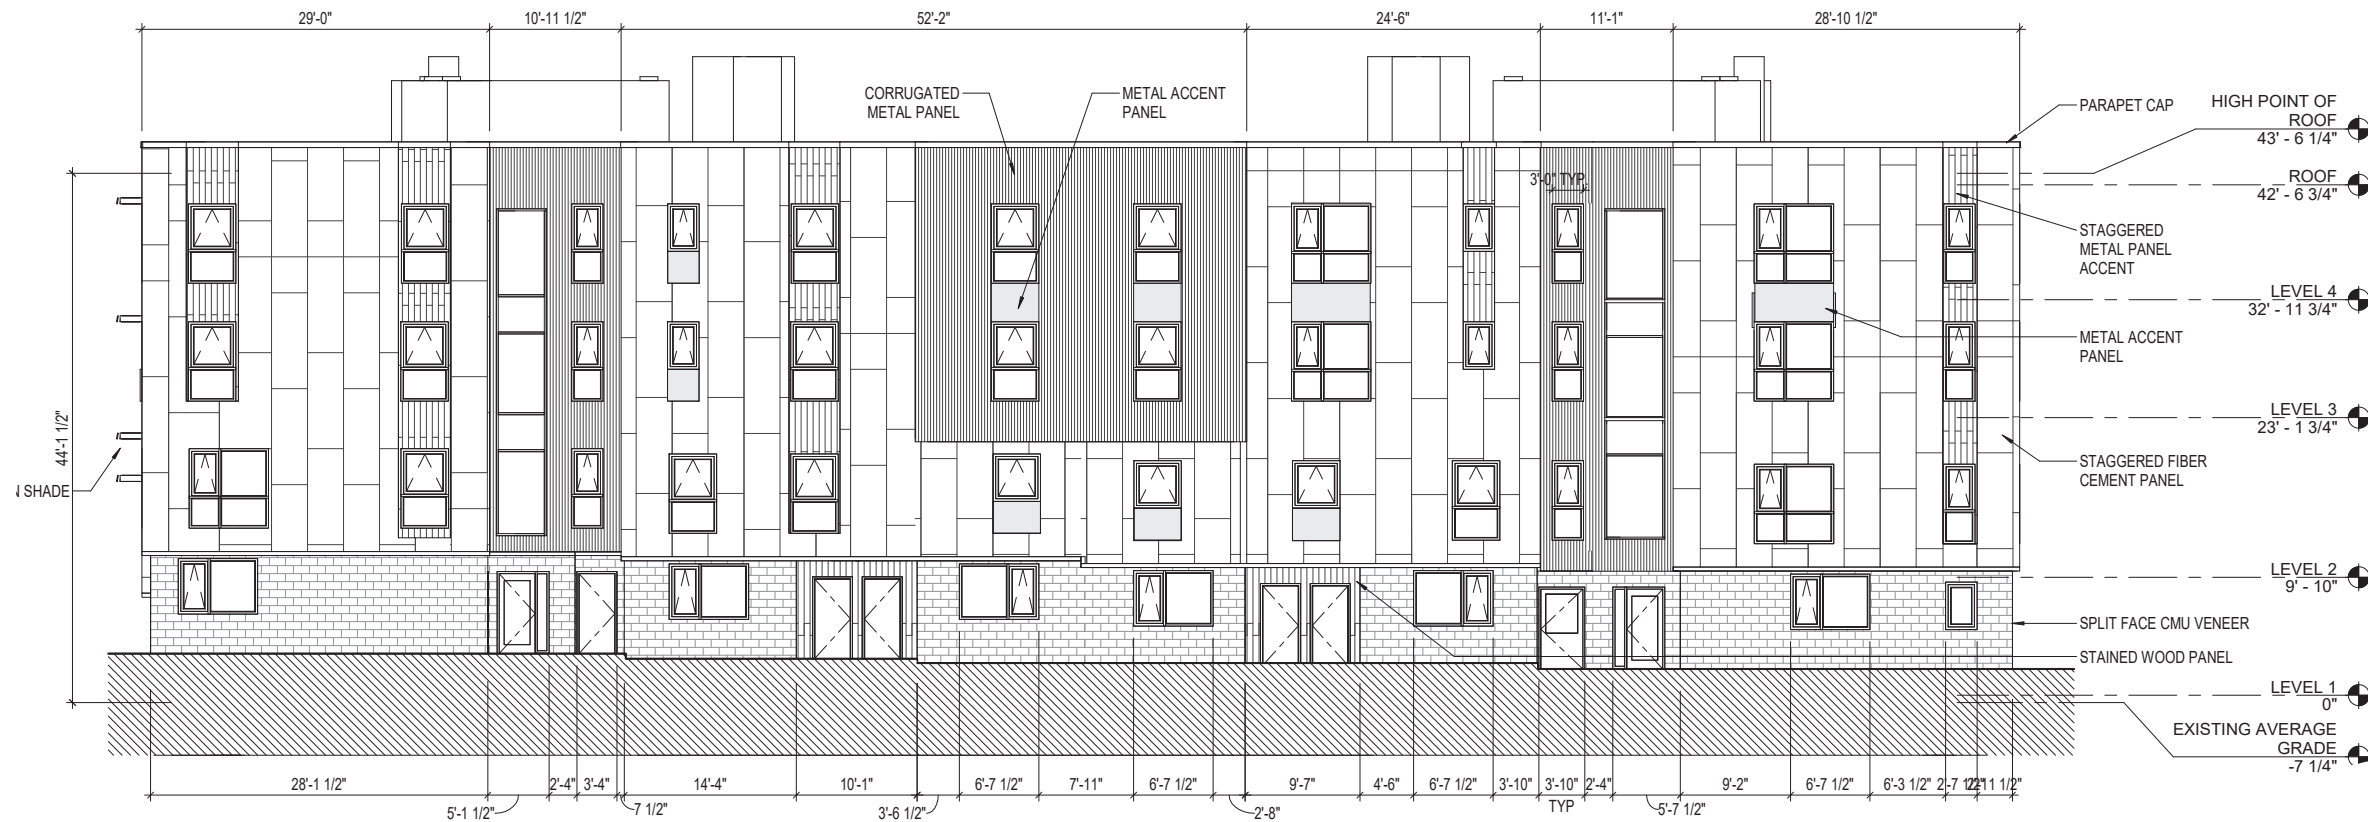 29'-0"
10'-11 1/2"
52'-2"
24'-6"
11'-1"
28'-10 1/2"
CORRUGATED
METAL PANEL
METAL ACCENT
PANEL
PARAPET CAP
HIGH POINT OF
ROOF
43' - 6 1/4"
3'-0" TYP.
ROOF
42' - 6 3/4"
STAGGERED
METAL PANEL
ACCENT
LEVEL 4
32' - 11 3/4"
METAL ACCENT
PANEL
LEVEL 3
23' - 1 3/4"
44'-1 1/2"
SHADE
STAGGERED FIBER
CEMENT PANEL
LEVEL 2
9' - 10"
SPLIT FACE CMU VENEER
STAINED WOOD PANEL
LEVEL 1
0"
EXISTING AVERAGE
GRADE
-7 1/4"
28'-1 1/2"
2'-4"
3'-4"
14'-4"
10'-1"
6'-7 1/2"
7'-11"
6'-7 1/2"
9'-7"
4'-6"
6'-7 1/2"
3'-10"
3'-10"
TYP
2'-4"
9'-2"
6'-7 1/2"
6'-3 1/2"
5'-1 1/2"
7 1/2"
3'-6 1/2"
2'-8"
5'-7 1/2"